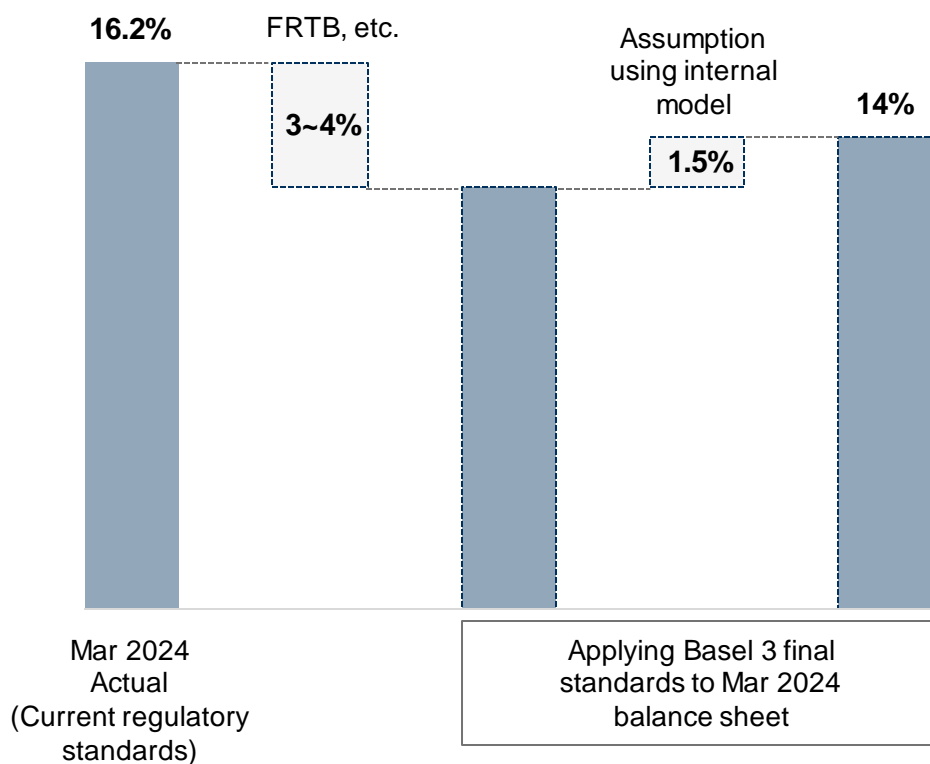 16.2%
FRTB, etc.
3~4%
Assumption
using internal
model
1.5%
14%
Mar 2024
Actual
(Current regulatory
standards)
Applying Basel 3 final
standards to Mar 2024
balance sheet